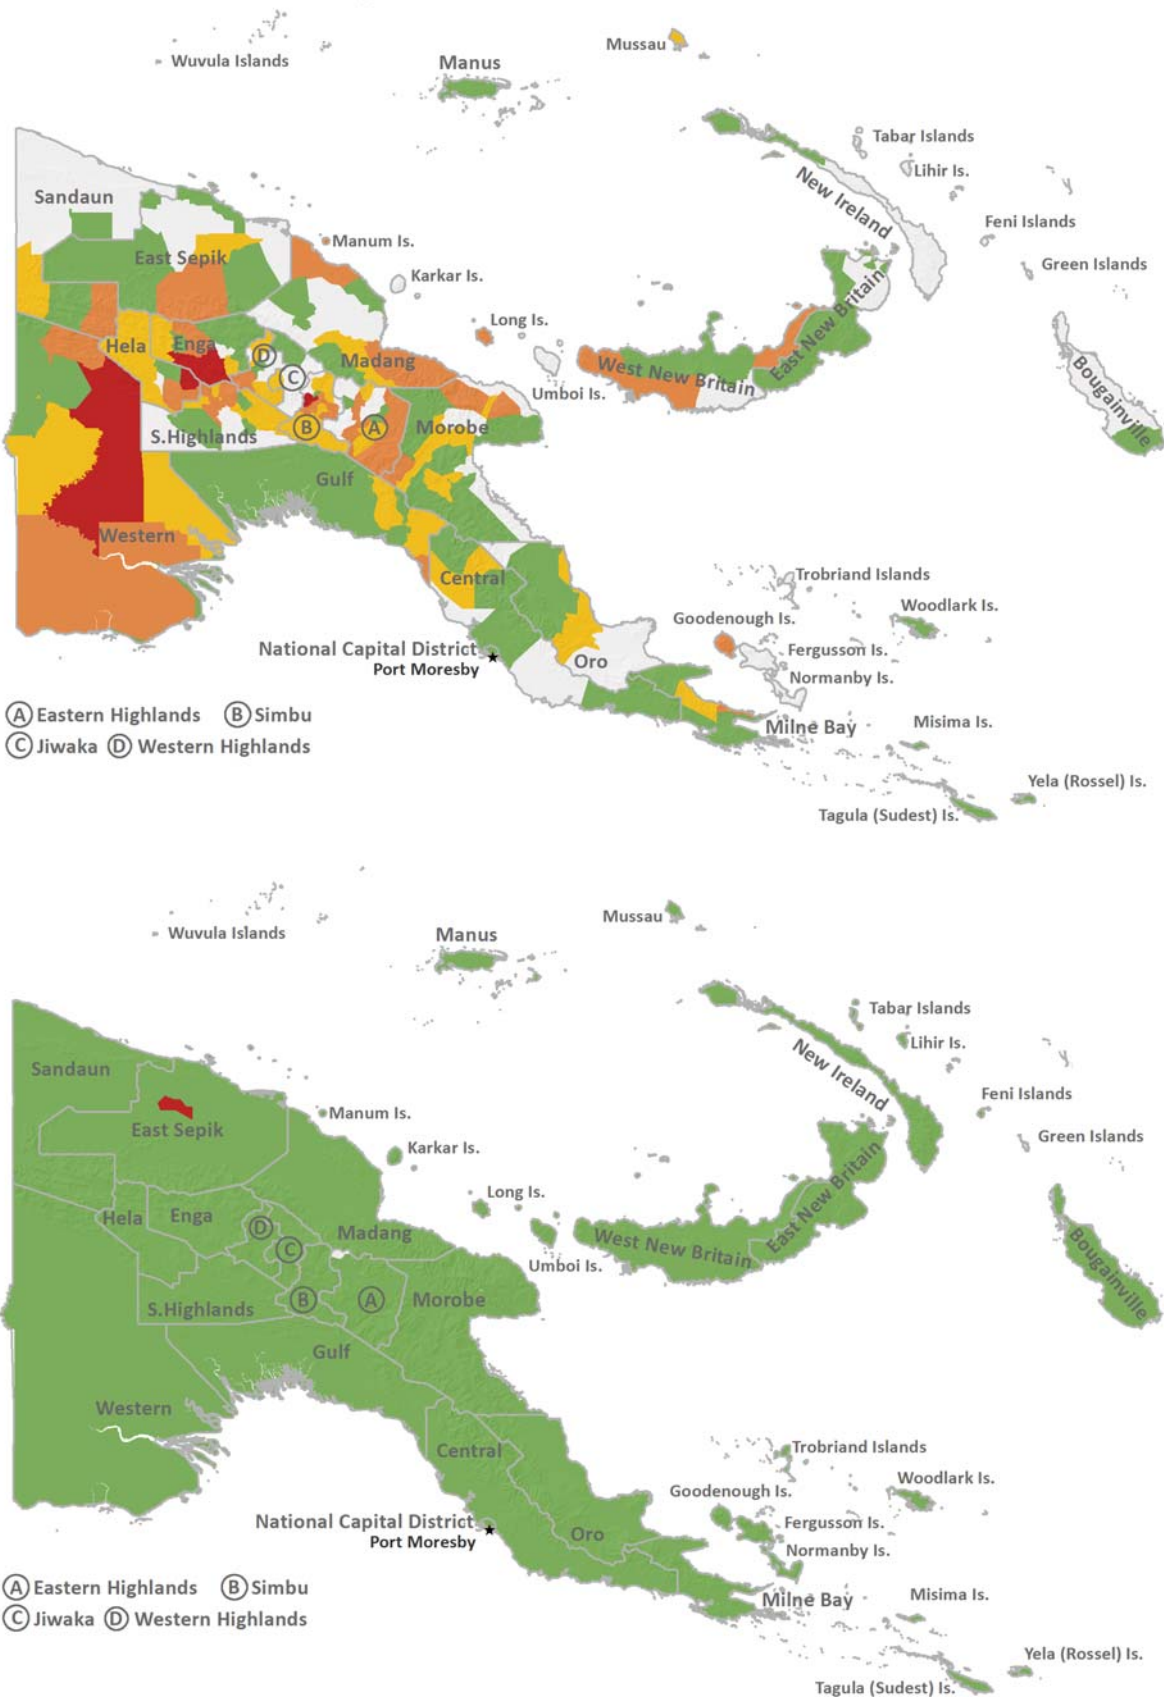 Mussau
Wuvula Islands
Manus
Tabar Islands
Lihir Is.
Sandaun
New Ireland
Feni Islands
Manum Is.
East Sepik
Green Islands
Karkar Is.
East New Britain
Long Is.
Hela
Enga
D
Madang
C
West New Britain
Bougainville
Umboi Is.
S.Highlands
B
A
Morobe
Gulf
Western
Central
Trobriand Islands
Woodlark Is.
Goodenough Is.
National Capital District
Fergusson Is.
Port Moresby
Oro
Normanby Is.
A Eastern Highlands B Simbu
Milne Bay
Misima Is.
C Jiwaka D Western Highlands
Yela (Rossel) Is.
Tagula (Sudest) Is.
Mussau
Wuvula Islands
Manus
Tabar Islands
Lihir Is.
Sandaun
New Ireland
Feni Islands
Manum Is.
East Sepik
Green Islands
Karkar Is.
East New Britain
Long Is.
Hela
Enga
D
Madang
C
West New Britain
Bougainville
Umboi Is.
S.Highlands
B
A
Morobe
Gulf
Western
Central
Trobriand Islands
Woodlark Is.
Goodenough Is.
National Capital District
Fergusson Is.
Port Moresby
Oro
Normanby Is.
A Eastern Highlands B Simbu
Milne Bay
Misima Is.
C Jiwaka D Western Highlands
Yela (Rossel) Is.
Tagula (Sudest) Is.